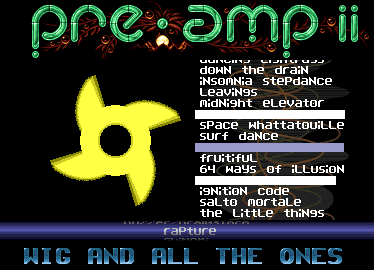 pre-amp ii
down the drain
insomnia stepdance
leavings
midnight elevator
space whattatouille
surf dance
fruitful
64 ways of illusion
ignition code
salto mortale
the little things
rapture
WIG AND ALL THE ONES